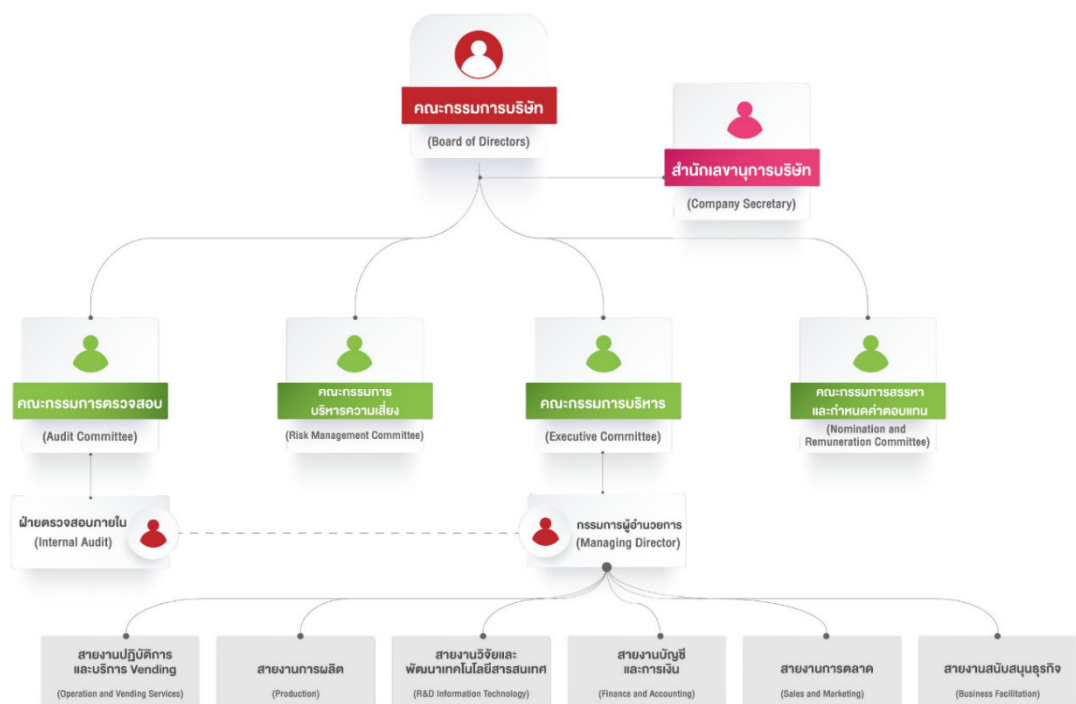 คณะกรรมการบริษัท
(Board of Directors)
สำนักเลขานุการบริษัท
(Company Secretary)
คณะกรรมการตรวจสอบ
(Audit Committee)
คณะกรรมการ
บริหารความเสี่ยง
(Risk Management Committee)
คณะกรรมการบริหาร
(Executive Committee)
คณะกรรมการสรรหา
และกำหนดค่าตอบแทน
(Nomination and
Remuneration Committee)
ฝ่ายตรวจสอบภายใน
(Internal Audit)
กรรมการผู้อำนวยการ
(Managing Director)
สายงานปฏิบัติการ
และบริการ Vending
(Operation and Vending Services)
สายงานการผลิต
(Production)
สายงานวิจัยและ
พัฒนาเทคโนโลยีสารสนเทศ
(R&D Information Technology)
สายงานบัญชี
และการเงิน
(Finance and Accounting)
สายงานการตลาด
(Sales and Marketing)
สายงานสนับสนุนธุรกิจ
(Business Facilitation)